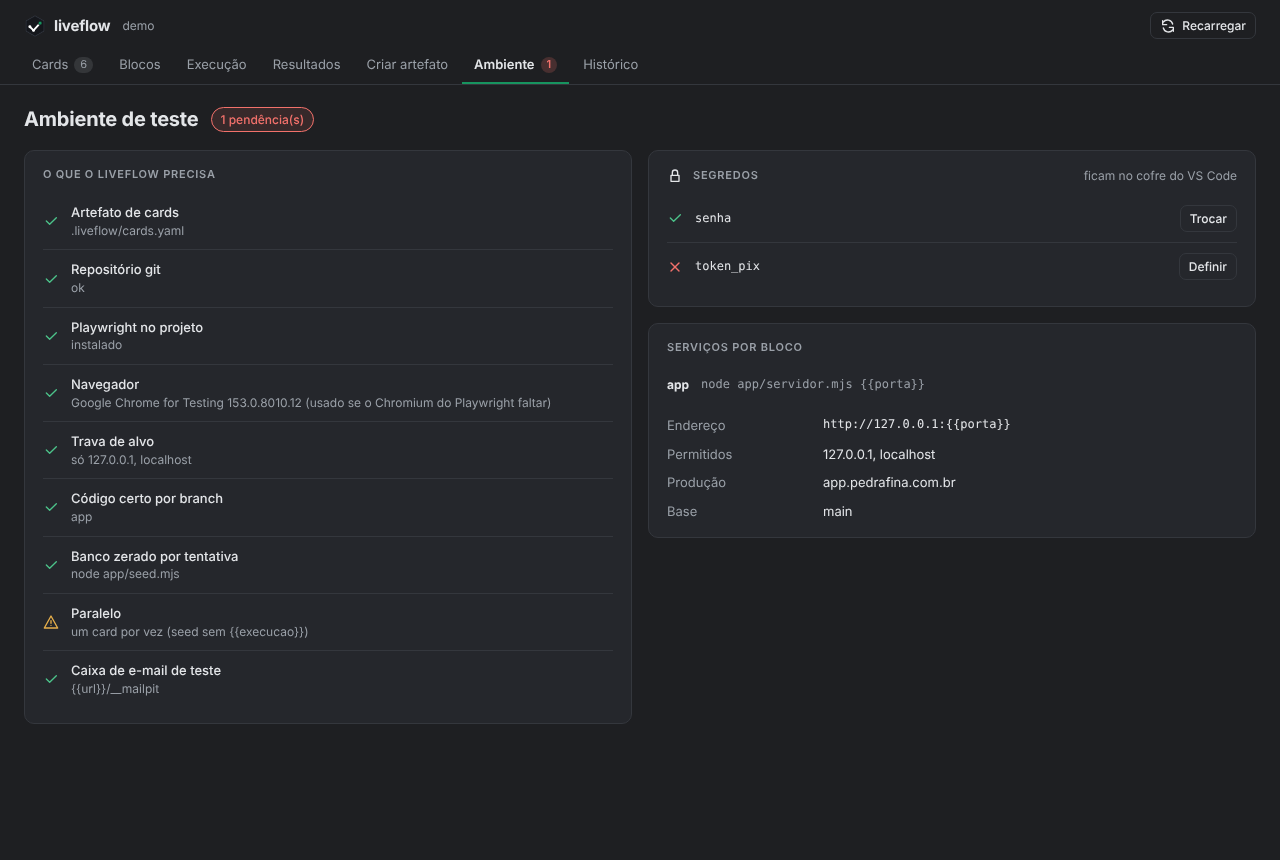 liveflow demo
Recarregar
Cards 6 Blocos Execução Resultados Criar artefato Ambiente 1 Histórico
Ambiente de teste 1 pendência(s)
O QUE O LIVEFLOW PRECISA
Artefato de cards
.liveflow/cards.yaml
Repositório git
ok
Playwright no projeto
instalado
Navegador
Google Chrome for Testing 153.0.8010.12 (usado se o Chromium do Playwright faltar)
Trava de alvo
só 127.0.0.1, localhost
Código certo por branch
app
Banco zerado por tentativa
node app/seed.mjs
Paralelo
um card por vez (seed sem {{execucao}})
Caixa de e-mail de teste
{{url}}/__mailpit
SEGREDOS ficam no cofre do VS Code
senha Trocar
token_pix Definir
SERVIÇOS POR BLOCO
app node app/servidor.mjs {{porta}}
Endereço http://127.0.0.1:{{porta}}
Permitidos 127.0.0.1, localhost
Produção app.pedrafina.com.br
Base main